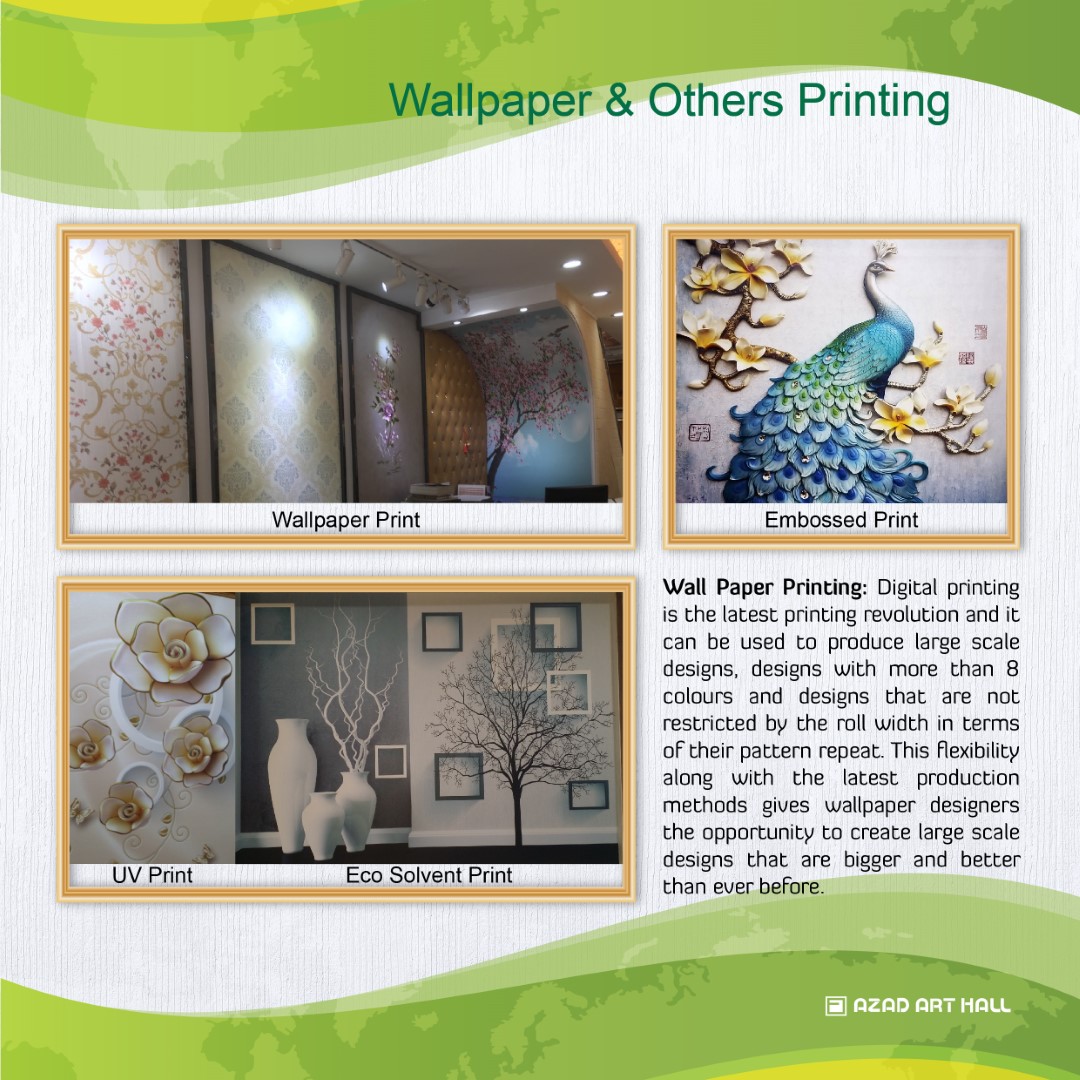 Wallpaper & Others Printing
Wallpaper Print
Embossed Print
UV Print
Eco Solvent Print
Wall Paper Printing: Digital printing
is the latest printing revolution and it
can be used to produce large scale
designs, designs with more than 8
colours and designs that are not
restricted by the roll width in terms
of their pattern repeat. This flexibility
along with the latest production
methods gives wallpaper designers
the opportunity to create large scale
designs that are bigger and better
than ever before.
AZAD ART HALL